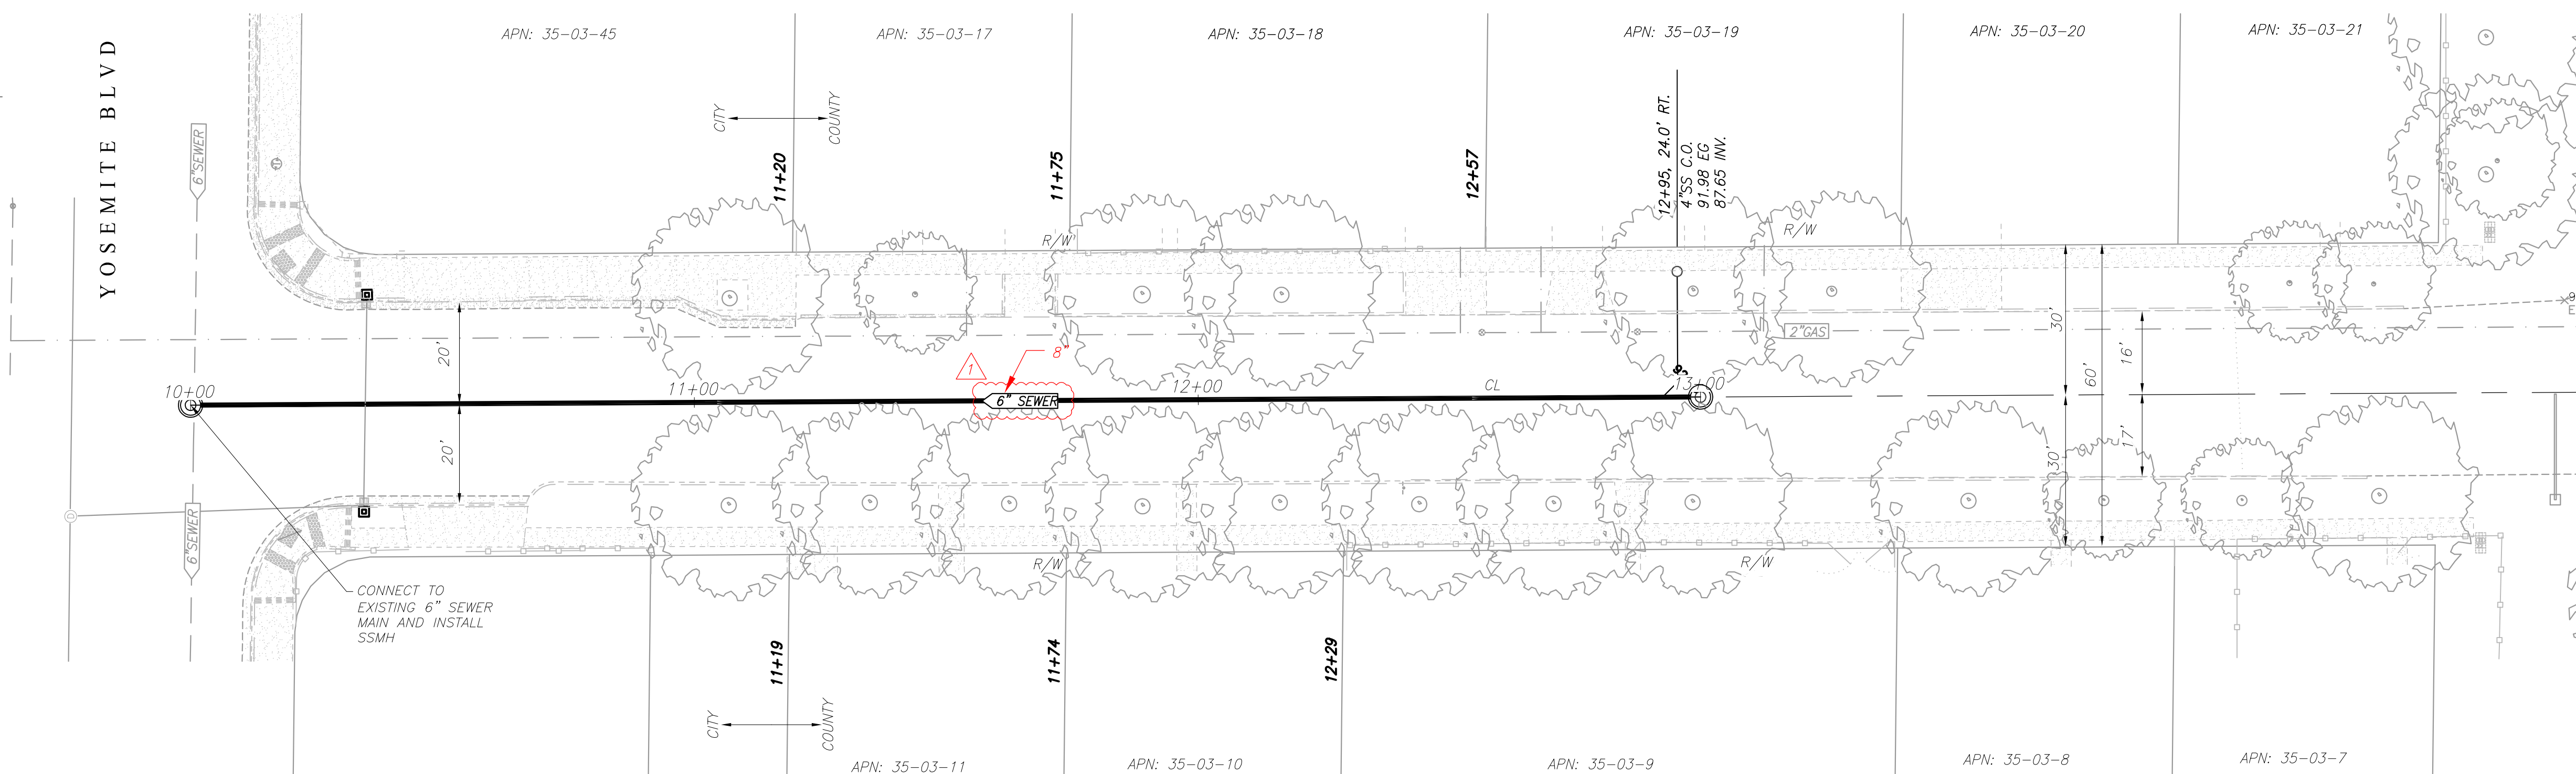 YOSEMITE BLVD
APN: 35-03-45
APN: 35-03-17
APN: 35-03-18
APN: 35-03-19
APN: 35-03-20
APN: 35-03-21
6"SEWER
CITY
COUNTY
11+20
11+75
12+57
12+95, 24.0' RT.
4"SS C.O.
91.98 EG
87.65 INV.
R/W
R/W
2"GAS
20'
20'
10+00
11+00
1
8"
6" SEWER
12+00
CL
13+00
30'
30'
60'
16'
17'
9
E
6"SEWER
CONNECT TO
EXISTING 6" SEWER
MAIN AND INSTALL
SSMH
R/W
R/W
11+19
11+74
12+29
CITY
COUNTY
APN: 35-03-11
APN: 35-03-10
APN: 35-03-9
APN: 35-03-8
APN: 35-03-7